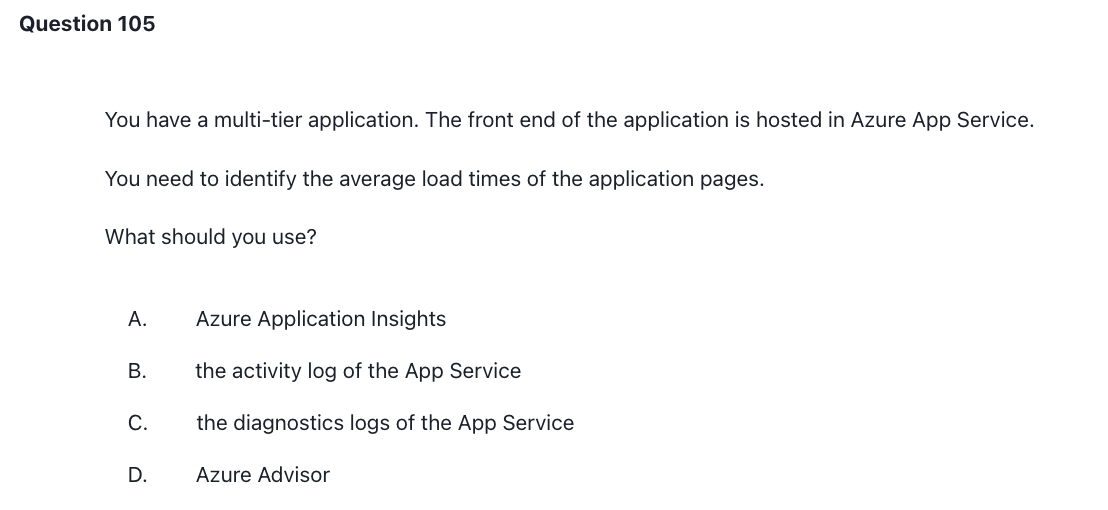 Question 105
You have a multi-tier application. The front end of the application is hosted in Azure App Service.
You need to identify the average load times of the application pages.
What should you use?
A. Azure Application Insights
B. the activity log of the App Service
C. the diagnostics logs of the App Service
D. Azure Advisor